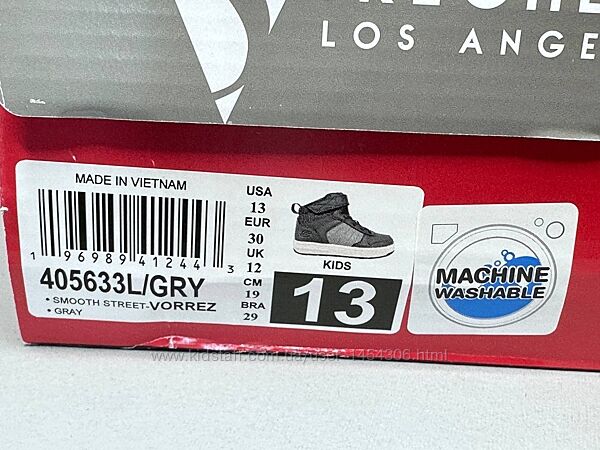 LOS ANGE
MADE IN VIETNAM
1 96989 41244 3
405633L/GRY
• SMOOTH STREET-VORREZ
• GRAY
USA
13
EUR
30
UK
12
CM
19
BRA
29
KIDS
13
MACHINE
WASHABLE